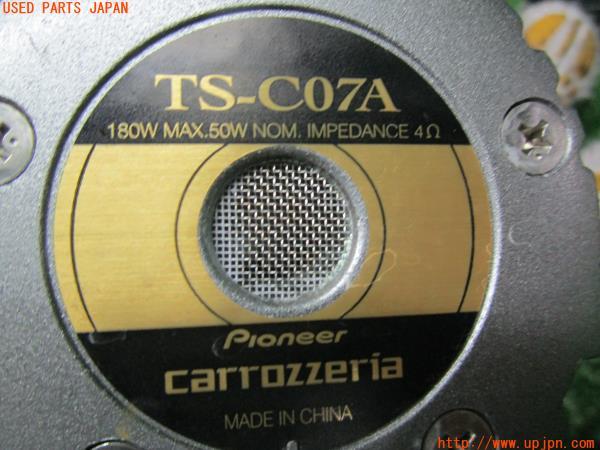 USED PARTS JAPAN
TS-C07A
180W MAX.50W NOM. IMPEDANCE 4Ω
Pioneer
carrozzeria
MADE IN CHINA
http://www.upjpn.com/